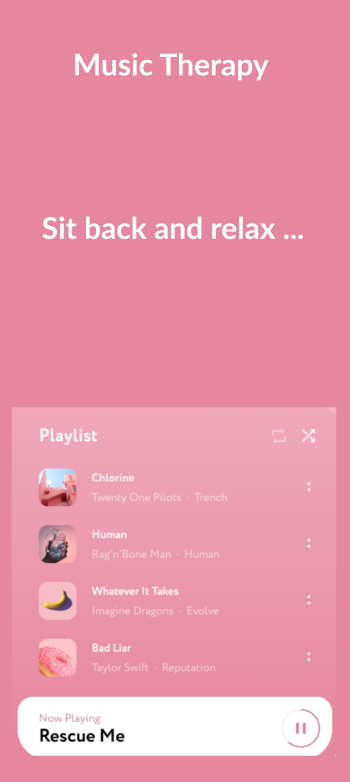 Music Therapy
Sit back and relax ...
Playlist
Chlorine
Twenty One Pilots · Trench
Human
Rag'n'Bone Man · Human
Whatever It Takes
Imagine Dragons · Evolve
Bad Liar
Taylor Swift · Reputation
Now Playing
Rescue Me